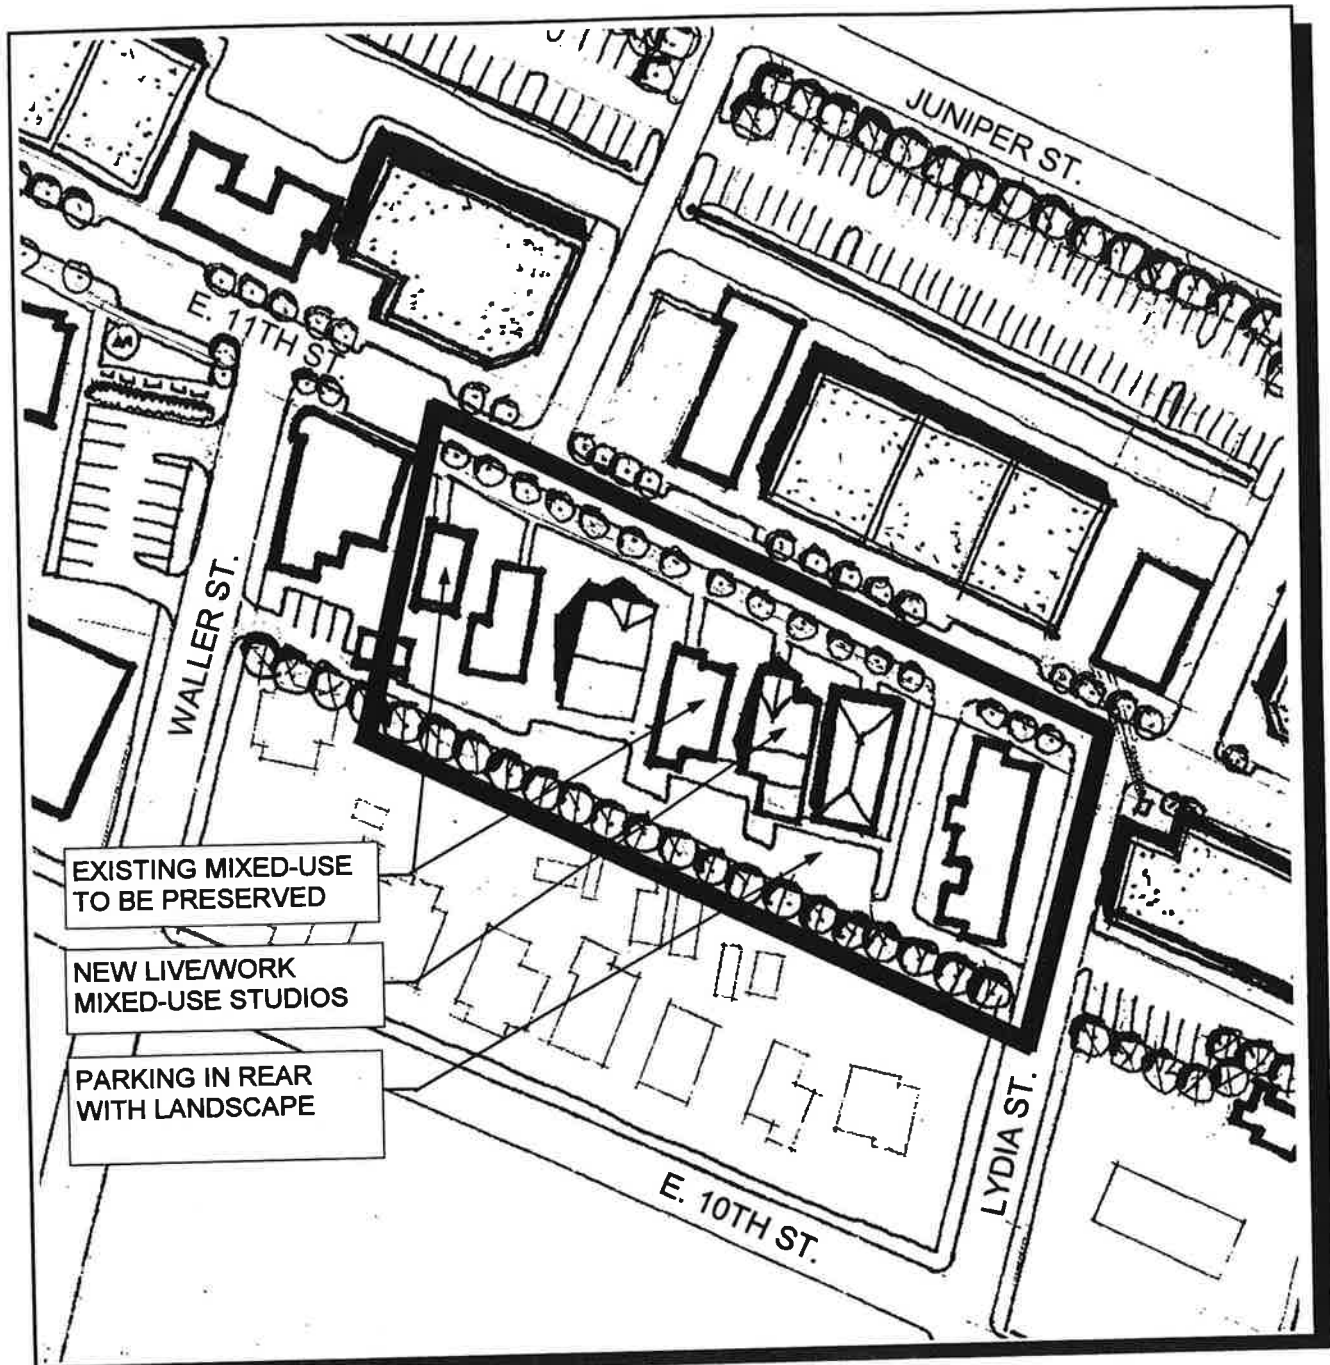 JUNIPER ST.
E. 11TH ST.
WALLER ST.
EXISTING MIXED-USE
TO BE PRESERVED
NEW LIVE/WORK
MIXED-USE STUDIOS
PARKING IN REAR
WITH LANDSCAPE
LYDIA ST.
E. 10TH ST.